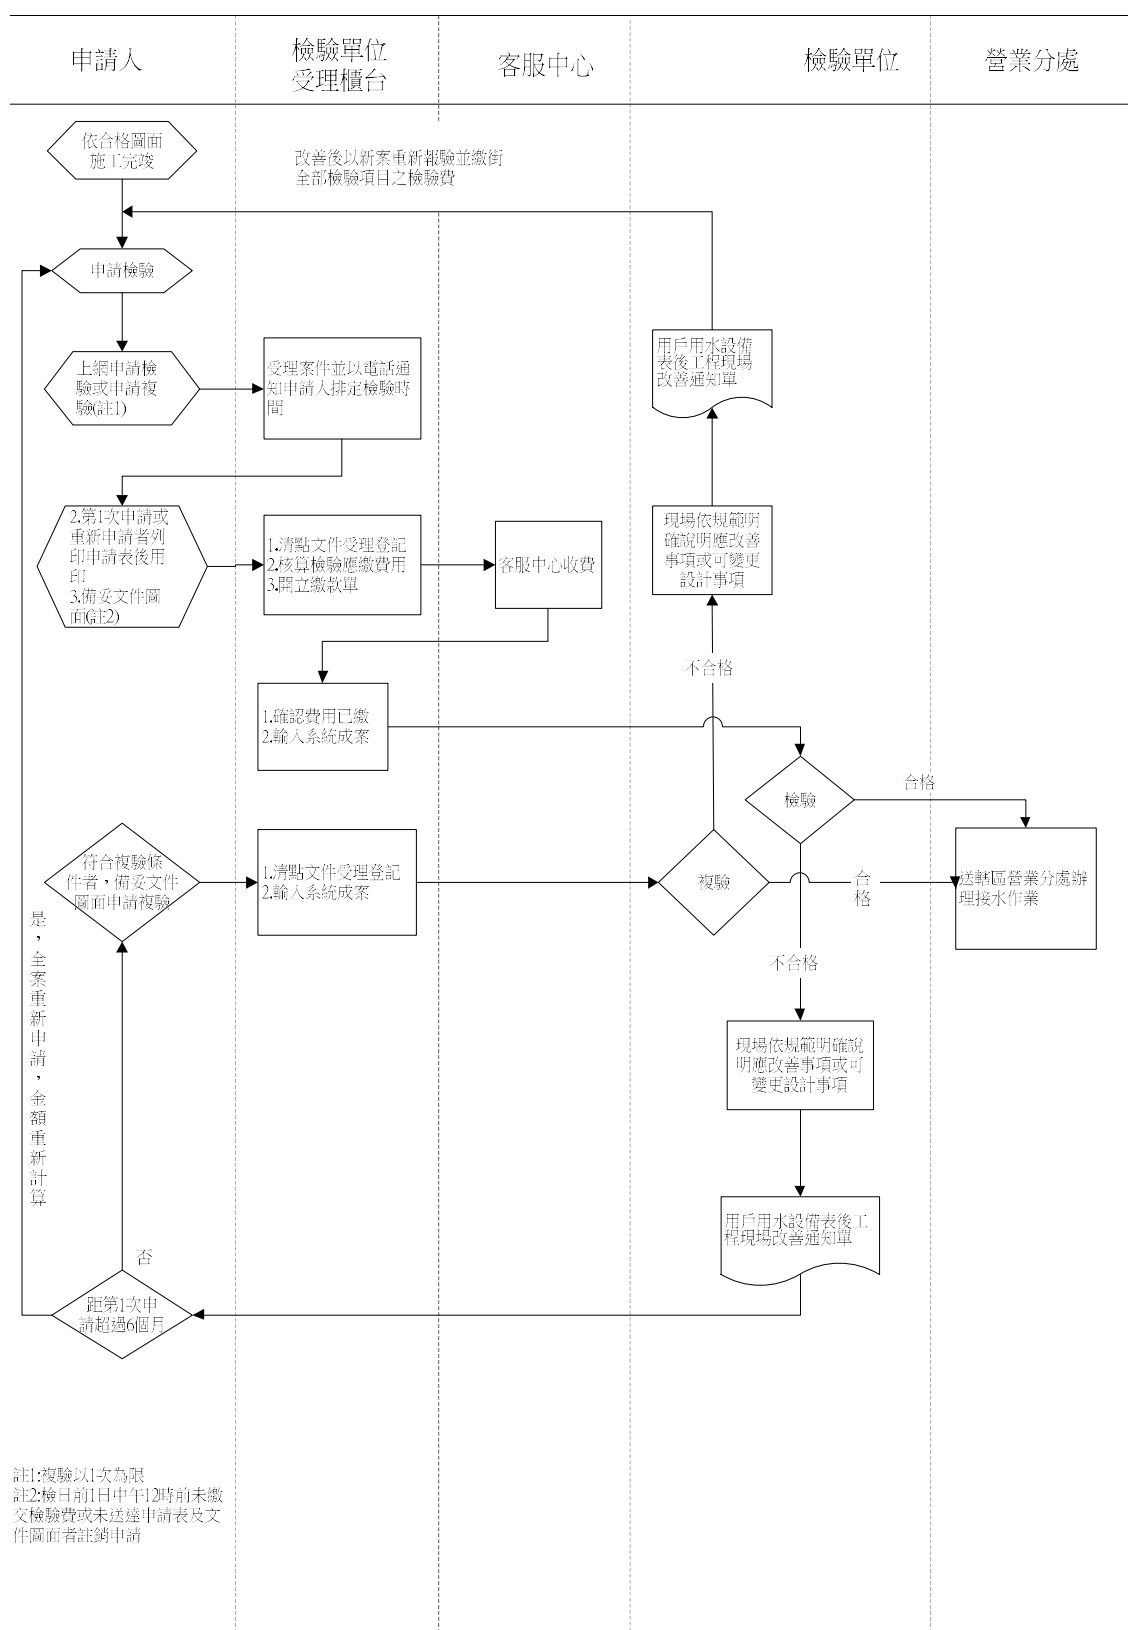 申請人
檢驗單位
受理櫃台
客服中心
檢驗單位
營業分處
依合格圖面
施工完竣
改善後以新案重新報驗並繳衙
全部檢驗項目之檢驗費
申請檢驗
上網申請檢
驗或申請複
驗(註1)
受理案件並以電話通
知申請人排定檢驗時
間
用戶用水設備
表後工程現場
改善通知單
2.第1次申請或
重新申請者列
印申請表後用
印
3.備妥文件圖
面(註2)
1.清點文件受理登記
2.核算檢驗應繳費用
3.開立繳款單
客服中心收費
現場依規範明
確說明應改善
事項或可變更
設計事項
不合格
1.確認費用已繳
2.輸入系統成案
檢驗
合格
符合複驗條
件者，備妥文件
圖面申請複驗
1.清點文件受理登記
2.輸入系統成案
複驗
合格
送轄區營業分處辦
理接水作業
是，全案重新申請，金額重新計算
不合格
現場依規範明確說
明應改善事項或可
變更設計事項
用戶用水設備表後工
程現場改善通知單
否
距第1次申
請超過6個月
註1:複驗以1次為限
註2:檢日前1日中午12時前未繳
交檢驗費或未送達申請表及文
件圖面者註銷申請